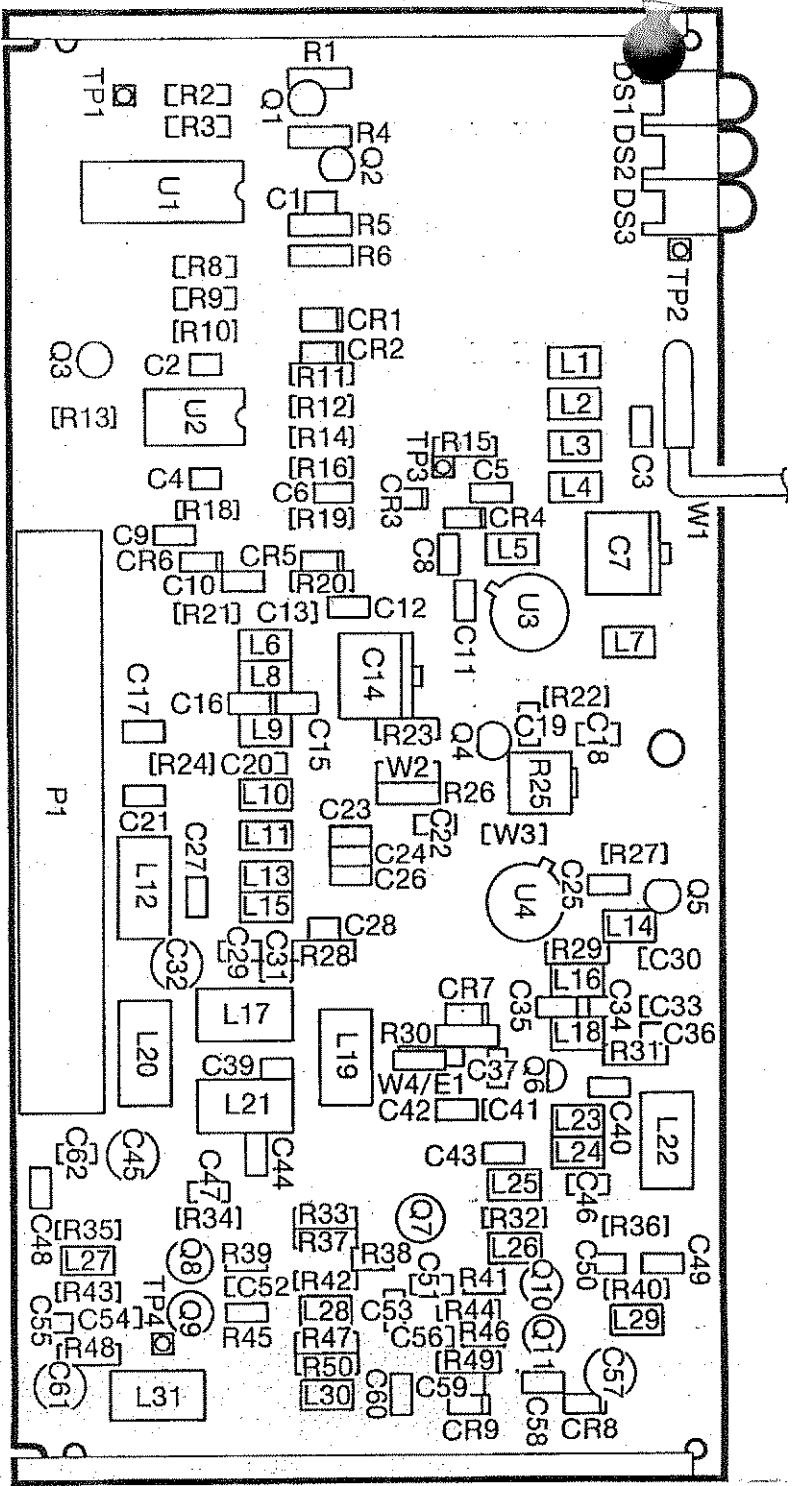 R1
DS1
TP1
[R2]
Q1
[R3]
R4
Q2
DS2
U1
C1
R5
DS3
R6
TP2
[R8]
[R9]
CR1
[R10]
Q3
C2
CR2
L1
[R11]
[R13]
U2
[R12]
L2
C3
[R14]
TP3
[R15]
L3
C4
[R16]
C6
CR3
C5
L4
W1
[R18]
[R19]
CR4
C9
CR6
CR5
C8
L5
C7
C10
[R20]
[R21]
C13]
C12
C11
U3
L6
L7
L8
C14
C17
C16
L9
C15
[R23]
Q4
[R22]
C19
C18
[R24]
C20]
W2
R25
P1
L10
R26
C21
C23
C22
[W3]
L11
C24
[R27]
L12
C27
L13
C26
U4
C25
Q5
L15
C28
L14
C32
C29
C31
R28
R29
[C30
L16
L17
CR7
C35
C34
[C33
L20
L19
R30
L18
[C36
R31
C39
W4/E1
C37
Q6
L21
C42
[C41
L23
C40
L22
C62
C45
C44
C43
L24
C48
C47
L25
C46
[R35]
[R34]
[R33]
Q7
[R32]
[R36]
L27
Q8
R39
[R37]
R38
L26
C50
C49
[R43]
[C52
[R42]
C51
R41
Q10
[R40]
C55
C54]
TP4
Q9
R45
L28
C53
[R44]
L29
R48
[R47]
C56
R46
Q11
C61
L31
[R50]
R49
L30
C60
C59
C57
CR9
C58
CR8